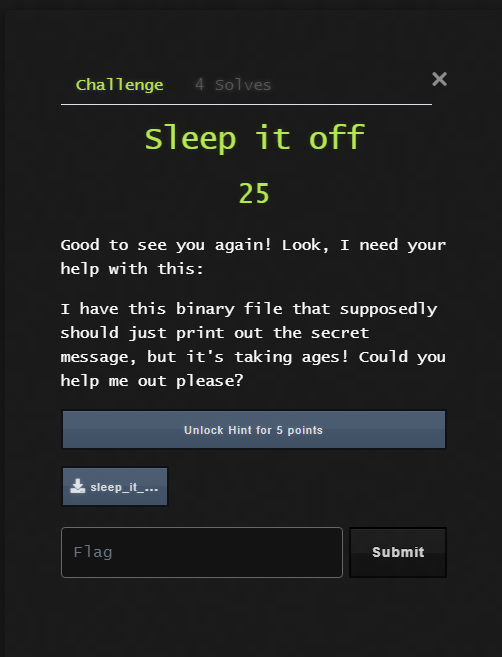 Challenge 4 Solves ×
Sleep it off
25
Good to see you again! Look, I need your
help with this:
I have this binary file that supposedly
should just print out the secret
message, but it's taking ages! Could you
help me out please?
Unlock Hint for 5 points
sleep_it_...
Flag Submit